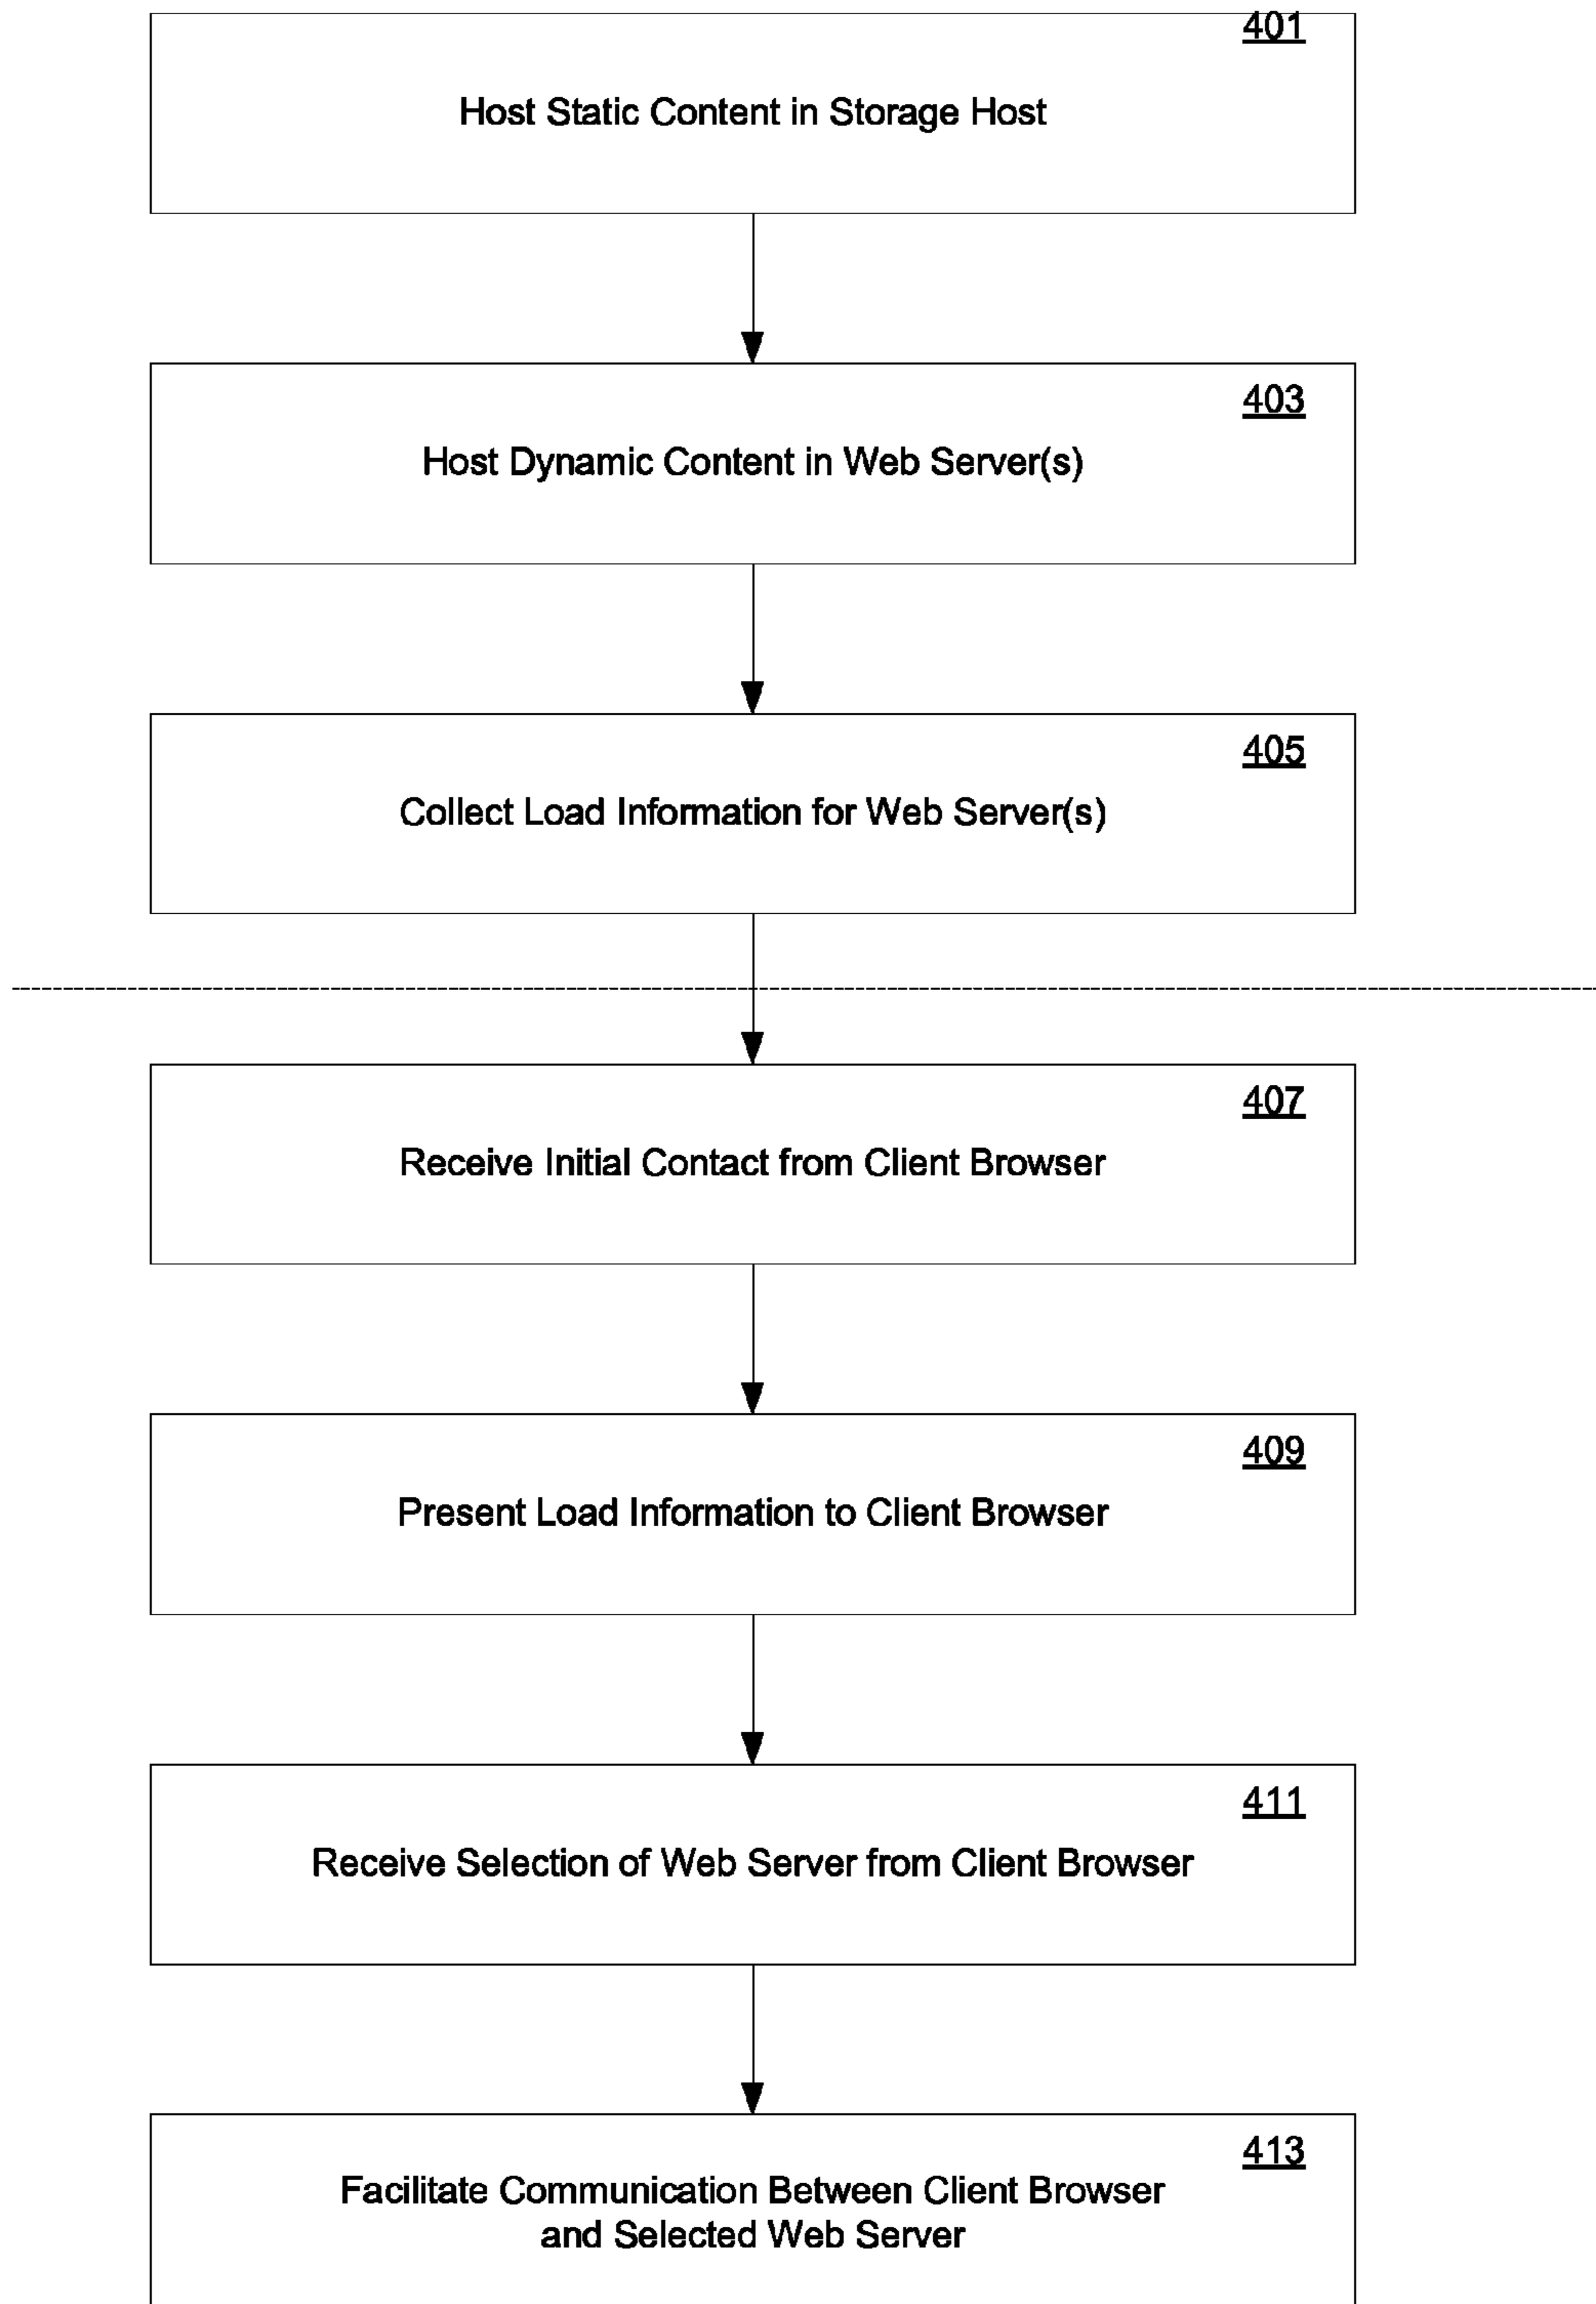 401
Host Static Content in Storage Host
403
Host Dynamic Content in Web Server(s)
405
Collect Load Information for Web Server(s)
407
Receive Initial Contact from Client Browser
409
Present Load Information to Client Browser
411
Receive Selection of Web Server from Client Browser
413
Facilitate Communication Between Client Browser
and Selected Web Server